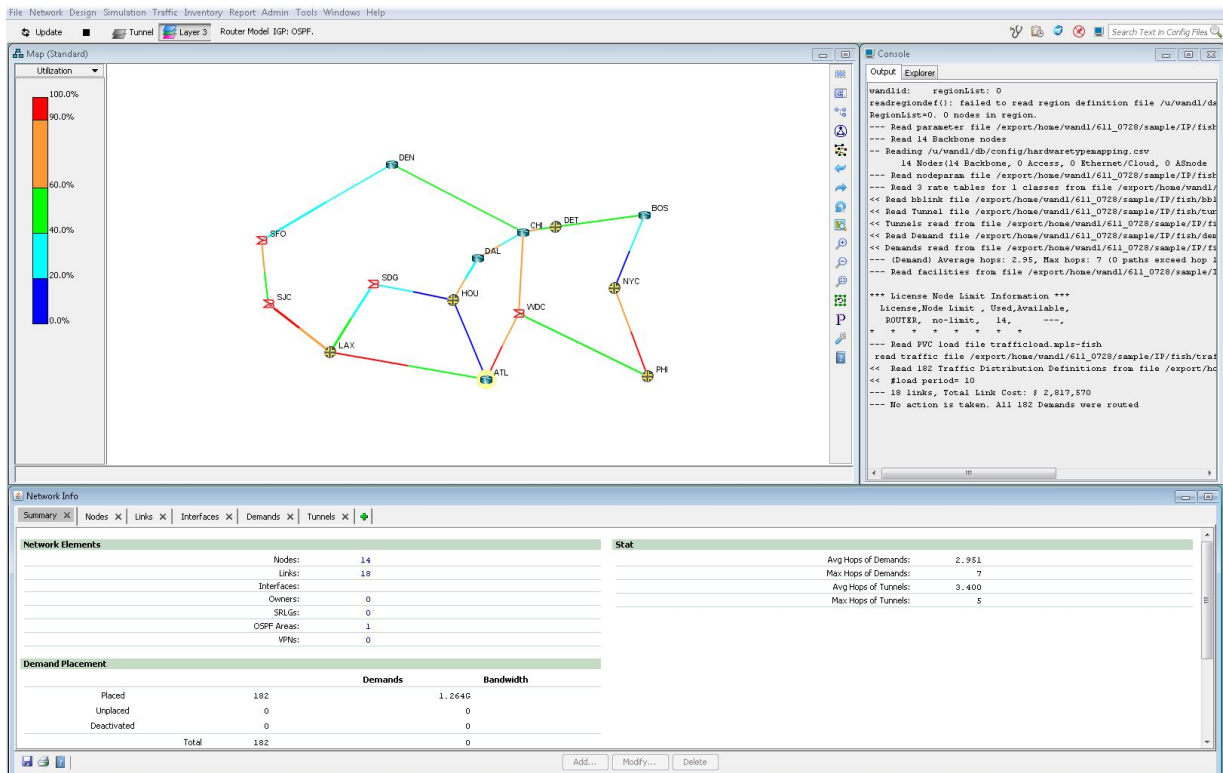 File Network Design Simulation Traffic Inventory Report Admin Tools Windows Help
Update Tunnel Layer 3 Router Model IGP: OSPF. Search Text in Config Files
Map (Standard)
Utilization
100.0%
90.0%
60.0%
40.0%
20.0%
0.0%
DEN
BOS
DET
CHI
SFO
DAL
SDG
NYC
HOU
SJC
WDC
LAX
PHI
ATL
Console
Output Explorer
wandlid: regionList: 0
readregiondef(): failed to read region definition file /u/wandl/da
RegionList=0. 0 nodes in region.
--- Read parameter file /export/home/wandl/611_0728/sample/IP/fish
--- Read 14 Backbone nodes
-- Reading /u/wandl/db/config/hardwaretypemapping.csv
14 Nodes(14 Backbone, 0 Access, 0 Ethernet/Cloud, 0 ASnode
--- Read nodeparam file /export/home/wandl/611_0728/sample/IP/fish
--- Read 3 rate tables for 1 classes from file /export/home/wandl/
<< Read bblink file /export/home/wandl/611_0728/sample/IP/fish/bbl
<< Read Tunnel file /export/home/wandl/611_0728/sample/IP/fish/tun
<< Tunnels read from file /export/home/wandl/611_0728/sample/IP/fi
<< Read Demand file /export/home/wandl/611_0728/sample/IP/fish/dem
<< Demands read from file /export/home/wandl/611_0728/sample/IP/fi
--- (Demand) Average hops: 2.95, Max hops: 7 (0 paths exceed hop l
--- Read facilities from file /export/home/wandl/611_0728/sample/I
*** License Node Limit Information ***
License,Node Limit , Used,Available,
ROUTER, no-limit, 14, ---,
* * * * * * *
--- Read PVC load file trafficload.mpls-fish
read traffic file /export/home/wandl/611_0728/sample/IP/fish/traf
<< Read 182 Traffic Distribution Definitions from file /export/ho
<< #load period= 10
--- 18 links, Total Link Cost: $ 2,817,570
--- No action is taken. All 182 Demands were routed
Network Info
Summary Nodes Links Interfaces Demands Tunnels
Network Elements
Nodes: 14
Links: 18
Interfaces:
Owners: 0
SRLGs: 0
OSPF Areas: 1
VPNs: 0
Stat
Avg Hops of Demands: 2.951
Max Hops of Demands: 7
Avg Hops of Tunnels: 3.400
Max Hops of Tunnels: 5
Demand Placement
Demands Bandwidth
Placed 182 1.264G
Unplaced 0 0
Deactivated 0 0
Total 182 0
Add... Modify... Delete